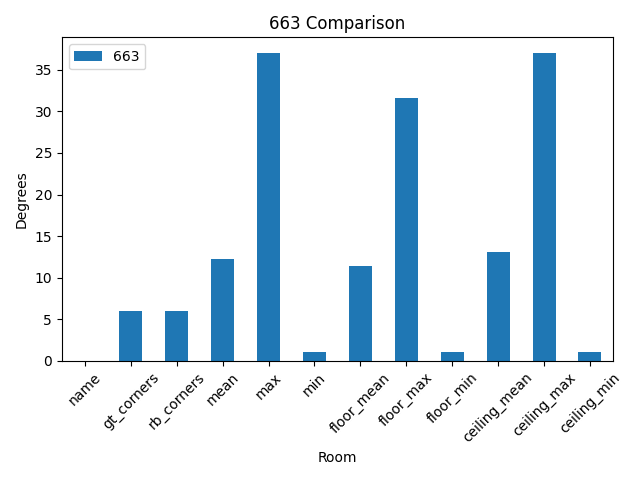 663 Comparison
663
Degrees
35
30
25
20
15
10
5
0
name
gt_corners
rb_corners
mean
max
min
floor_mean
floor_max
floor_min
ceiling_mean
ceiling_max
ceiling_min
Room